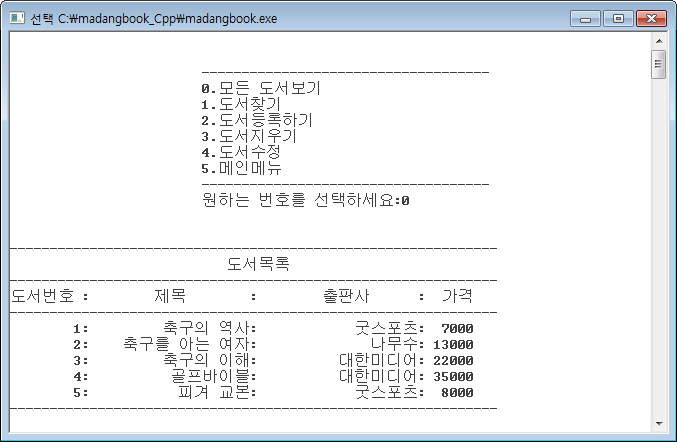 선택 C:\madangbook_Cpp\madangbook.exe
------------------------------------
0.모든 도서보기
1.도서찾기
2.도서등록하기
3.도서지우기
4.도서수정
5.메인메뉴
------------------------------------
원하는 번호를 선택하세요:0
-------------------------------------------------------------
도서목록
-------------------------------------------------------------
도서번호 : 제목 : 출판사 : 가격
-------------------------------------------------------------
1: 축구의 역사: 굿스포츠: 7000
2: 축구를 아는 여자: 나무수: 13000
3: 축구의 이해: 대한미디어: 22000
4: 골프바이블: 대한미디어: 35000
5: 피겨 교본: 굿스포츠: 8000
-------------------------------------------------------------